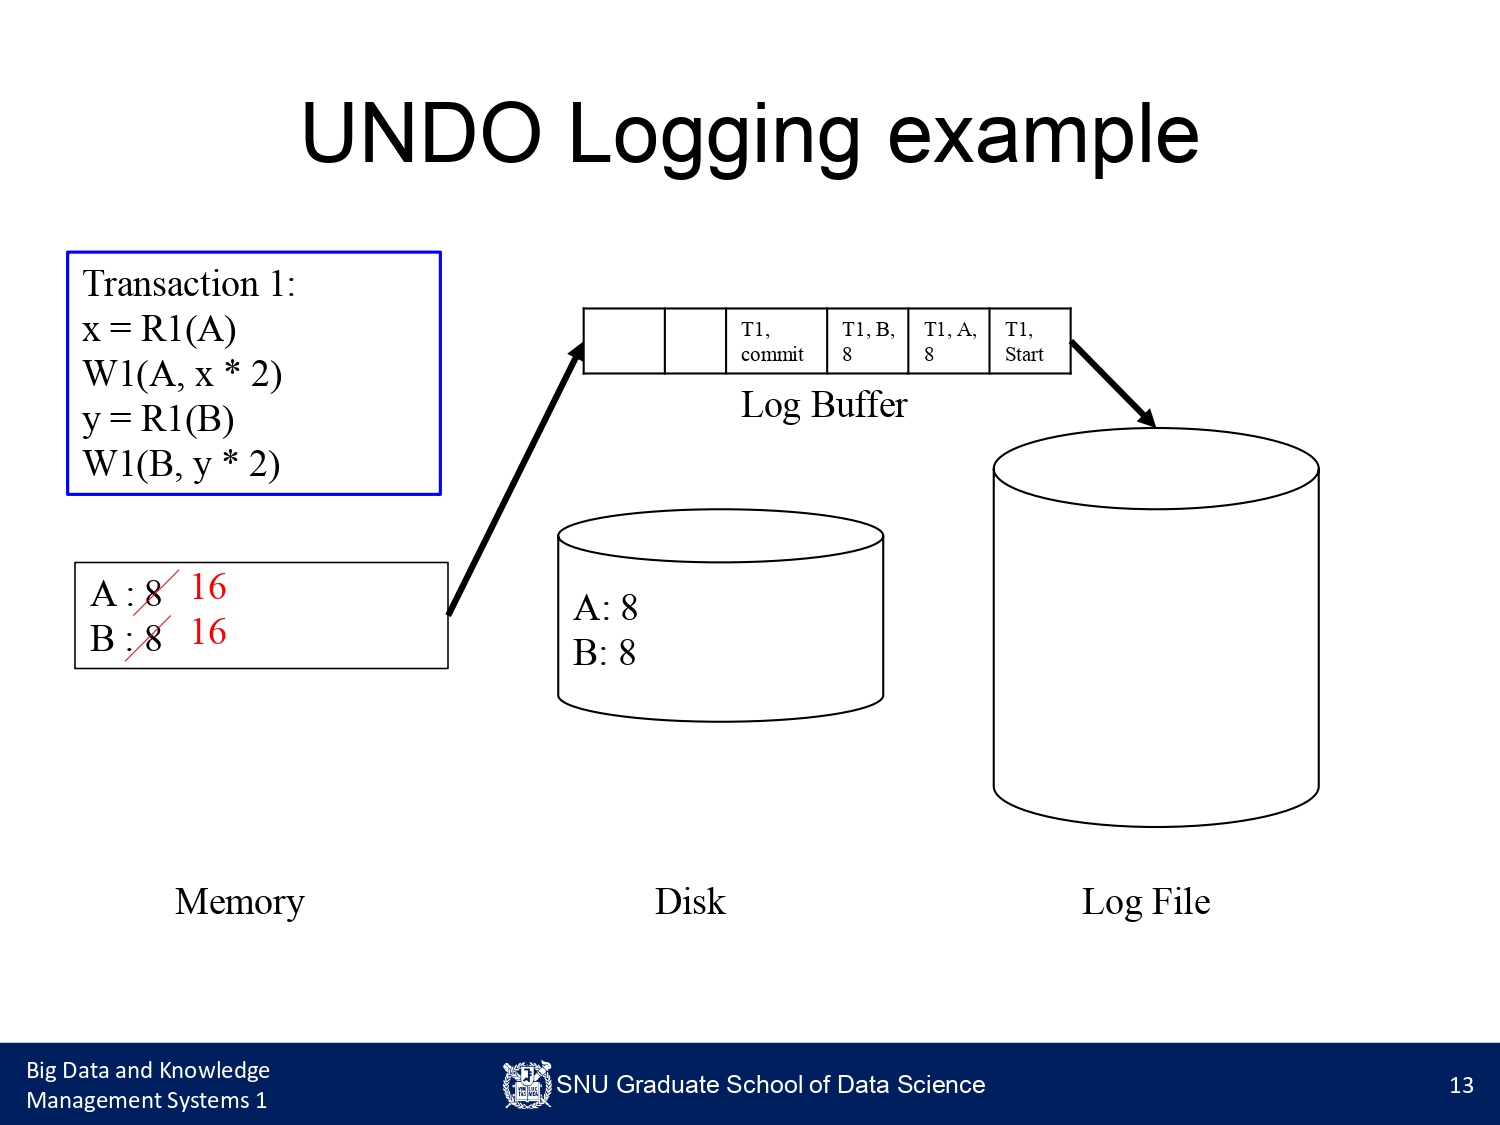 UNDO Logging example
Transaction 1:
x = R1(A)
W1(A, x * 2)
y = R1(B)
W1(B, y * 2)
T1,
commit
T1, B,
8
T1, A,
8
T1,
Start
Log Buffer
A : 8 16
B : 8 16
A: 8
B: 8
Memory
Disk
Log File
Big Data and Knowledge
Management Systems 1
SNU Graduate School of Data Science
13